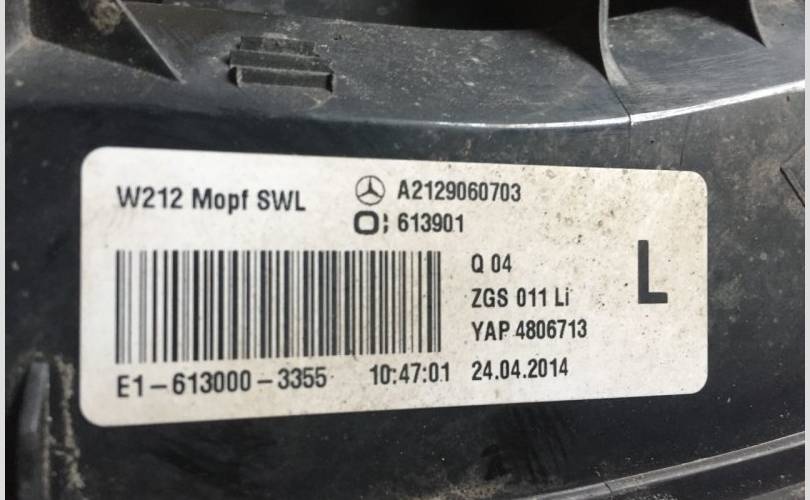 W212 Mopf SWL
A2129060703
613901
Q 04
ZGS 011 Li
L
YAP 4806713
E1-613000-3355 10:47:01 24.04.2014